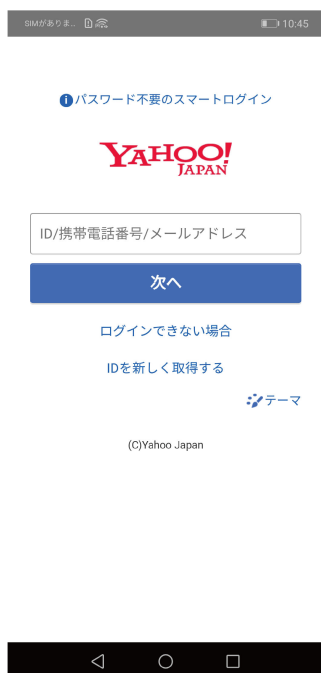 SIMがありま... 10:45
パスワード不要のスマートログイン
YAHOO!
JAPAN
ID/携帯電話番号/メールアドレス
次へ
ログインできない場合
IDを新しく取得する
テーマ
(C)Yahoo Japan